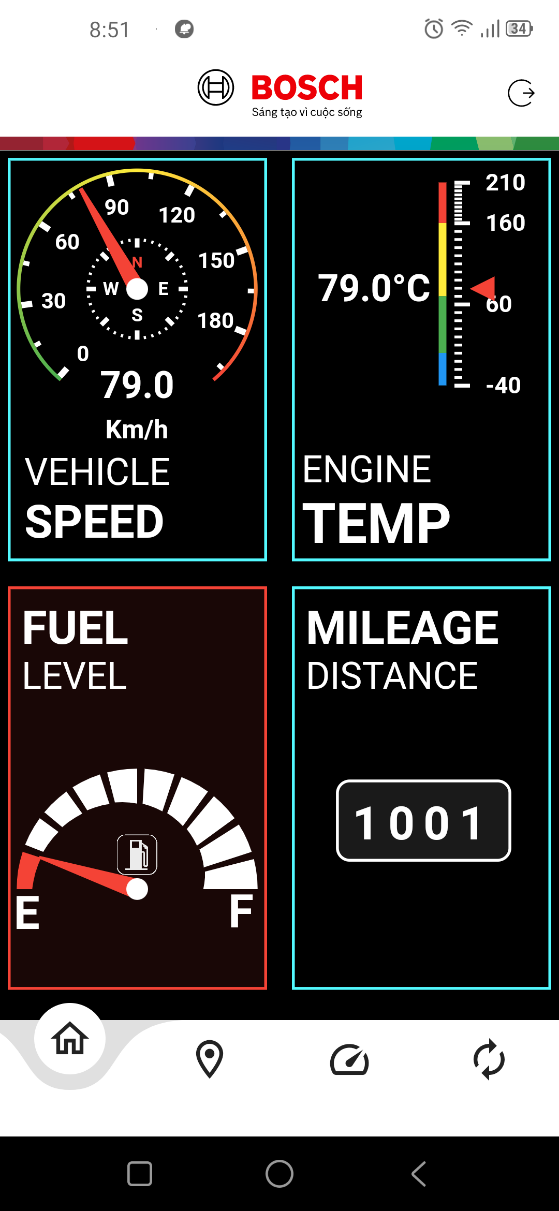 8:51
34
BOSCH
Sáng tạo vì cuộc sống
0
30
60
90
120
150
180
N
W
E
S
79.0
Km/h
VEHICLE
SPEED
79.0°C
210
160
60
-40
ENGINE
TEMP
FUEL
LEVEL
E
F
MILEAGE
DISTANCE
1001